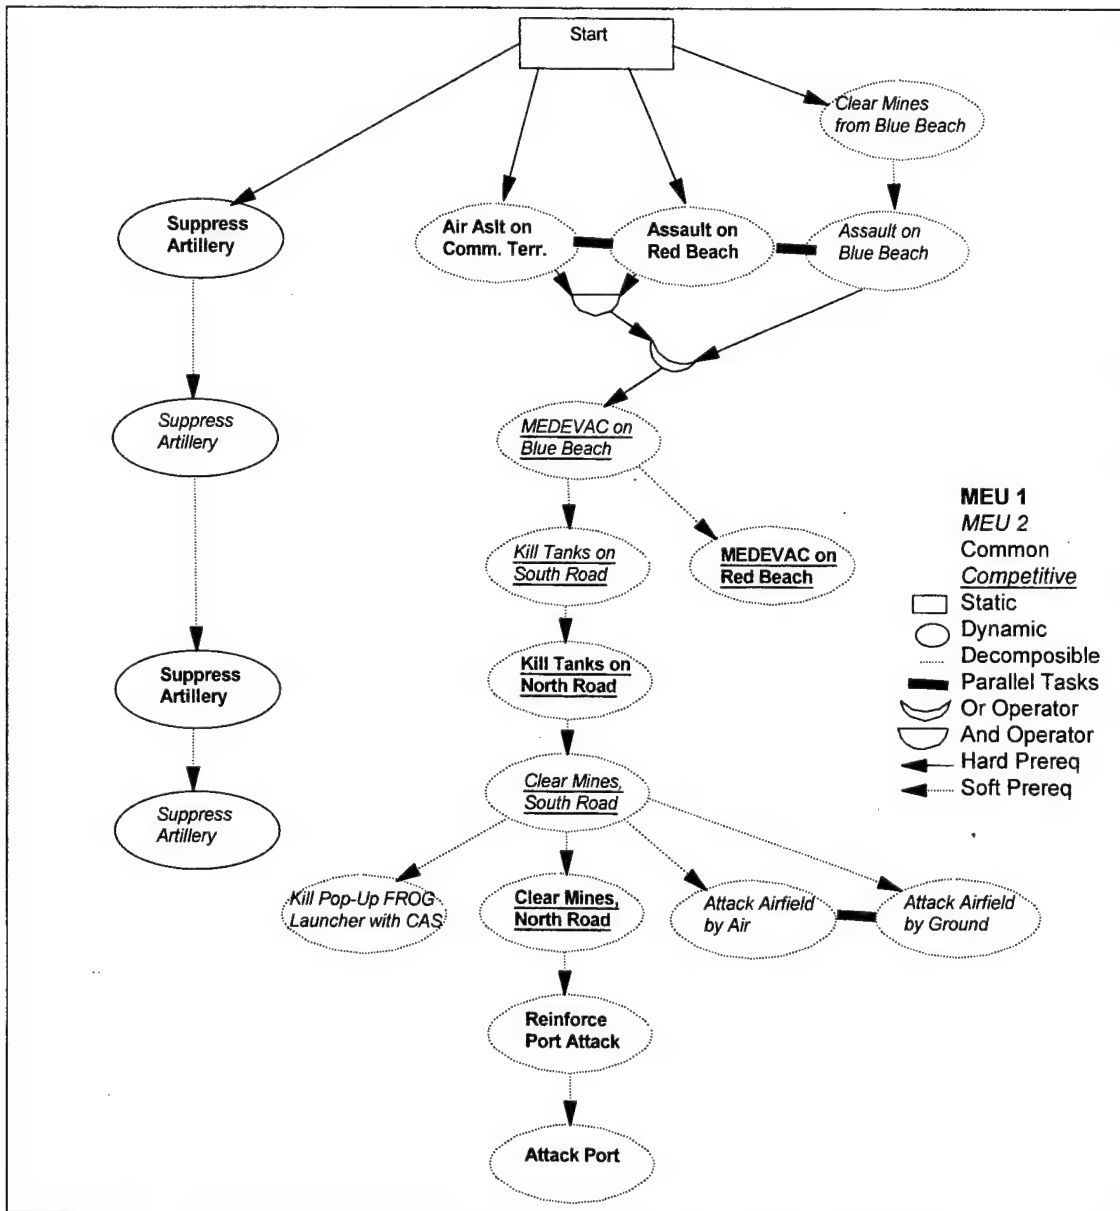 Start
Clear Mines
from Blue Beach
Suppress
Artillery
Air Aslt on
Comm. Terr.
Assault on
Red Beach
Assault on
Blue Beach
Suppress
Artillery
MEDEVAC on
Blue Beach
Kill Tanks on
South Road
MEDEVAC on
Red Beach
MEU 1
MEU 2
Common
Competitive
Static
Dynamic
Decomposible
Parallel Tasks
Or Operator
And Operator
Hard Prereq
Soft Prereq
Suppress
Artillery
Kill Tanks on
North Road
Suppress
Artillery
Clear Mines,
South Road
Kill Pop-Up FROG
Launcher with CAS
Clear Mines,
North Road
Attack Airfield
by Air
Attack Airfield
by Ground
Reinforce
Port Attack
Attack Port